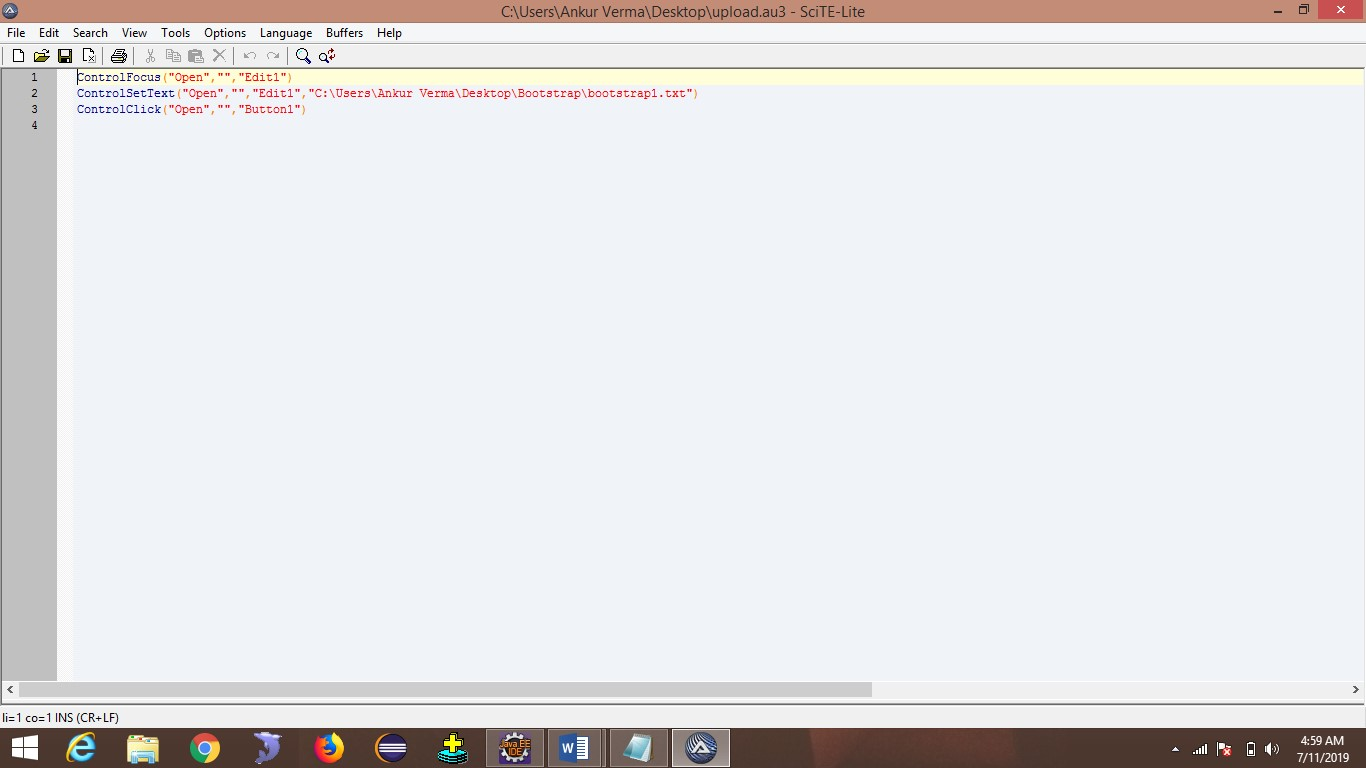 C:\Users\Ankur Verma\Desktop\upload.au3 - SciTE-Lite
File Edit Search View Tools Options Language Buffers Help
1 ControlFocus("Open","","Edit1")
2 ControlSetText("Open","","Edit1","C:\Users\Ankur Verma\Desktop\Bootstrap\bootstrap1.txt")
3 ControlClick("Open","","Button1")
4
li=1 co=1 INS (CR+LF)
Java EE
IDE
W
4:59 AM
7/11/2019